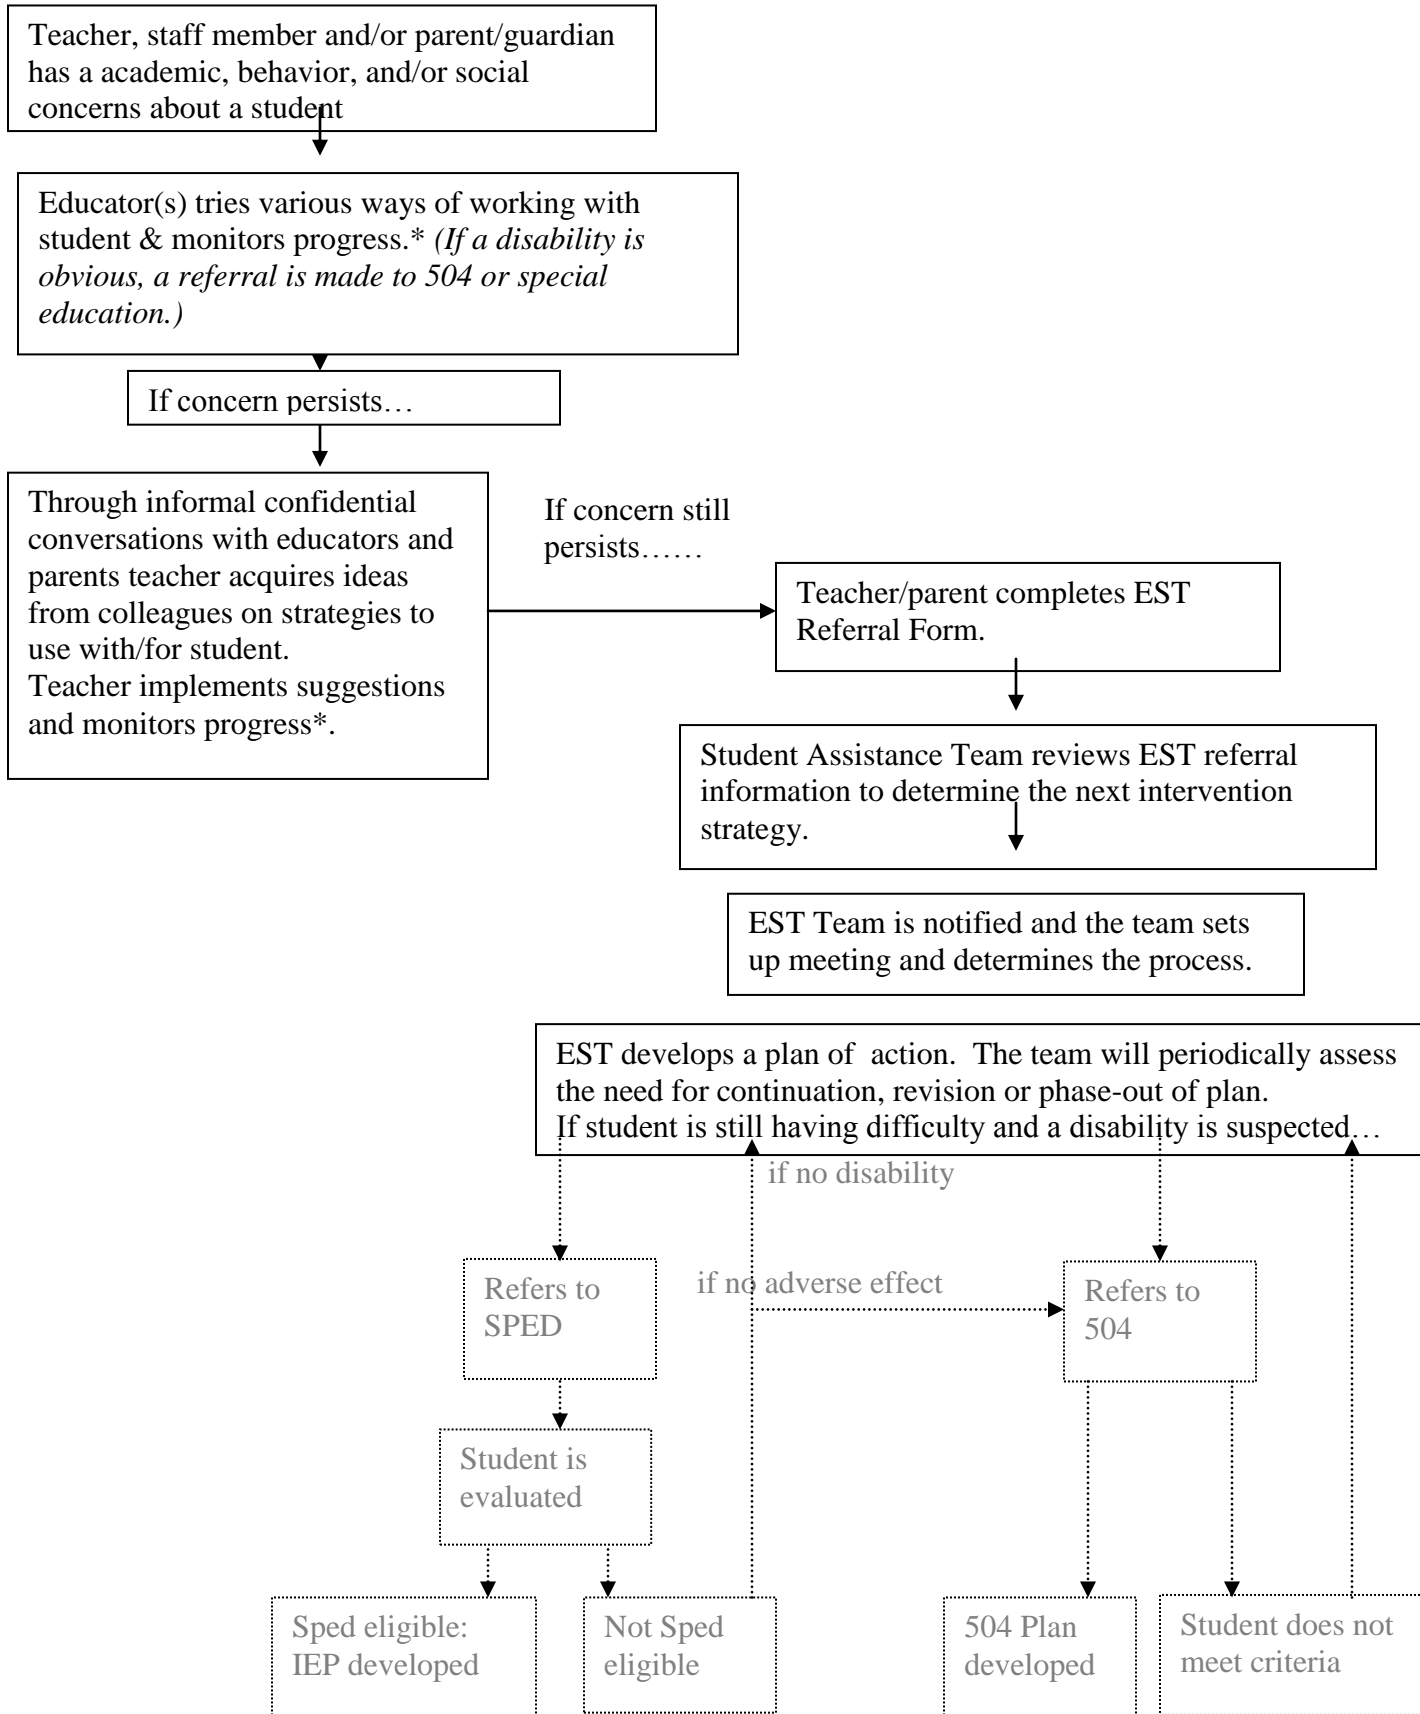 Teacher, staff member and/or parent/guardian
has a academic, behavior, and/or social
concerns about a student
Educator(s) tries various ways of working with
student & monitors progress.* (If a disability is
obvious, a referral is made to 504 or special
education.)
If concern persists…
Through informal confidential
conversations with educators and
parents teacher acquires ideas
from colleagues on strategies to
use with/for student.
Teacher implements suggestions
and monitors progress*.
If concern still
persists……
Teacher/parent completes EST
Referral Form.
Student Assistance Team reviews EST referral
information to determine the next intervention
strategy.
EST Team is notified and the team sets
up meeting and determines the process.
EST develops a plan of  action.  The team will periodically assess
the need for continuation, revision or phase-out of plan.
If student is still having difficulty and a disability is suspected…
if no disability
Refers to
SPED
if no adverse effect
Refers to
504
Student is
evaluated
Sped eligible:
IEP developed
Not Sped
eligible
504 Plan
developed
Student does not
meet criteria